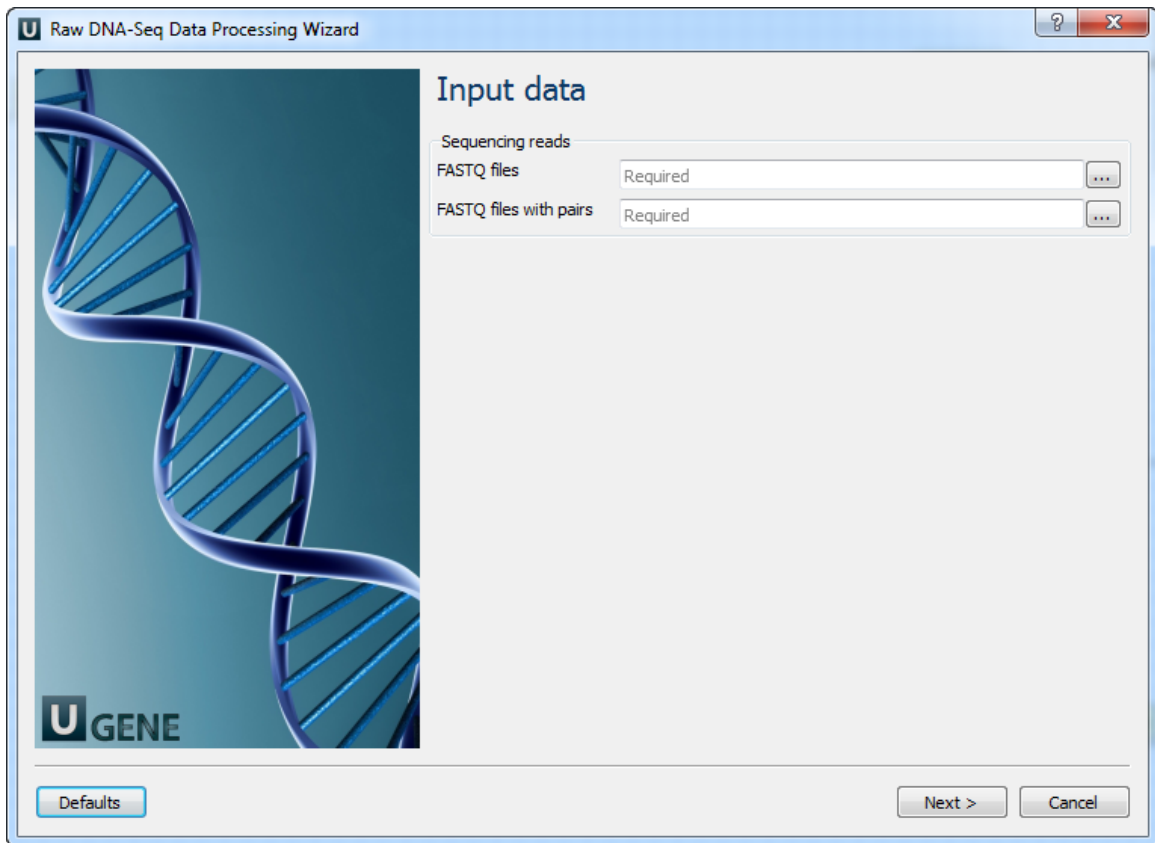 U Raw DNA-Seq Data Processing Wizard
?
X
Input data
Sequencing reads
FASTQ files Required ...
FASTQ files with pairs Required ...
U GENE
Defaults Next > Cancel